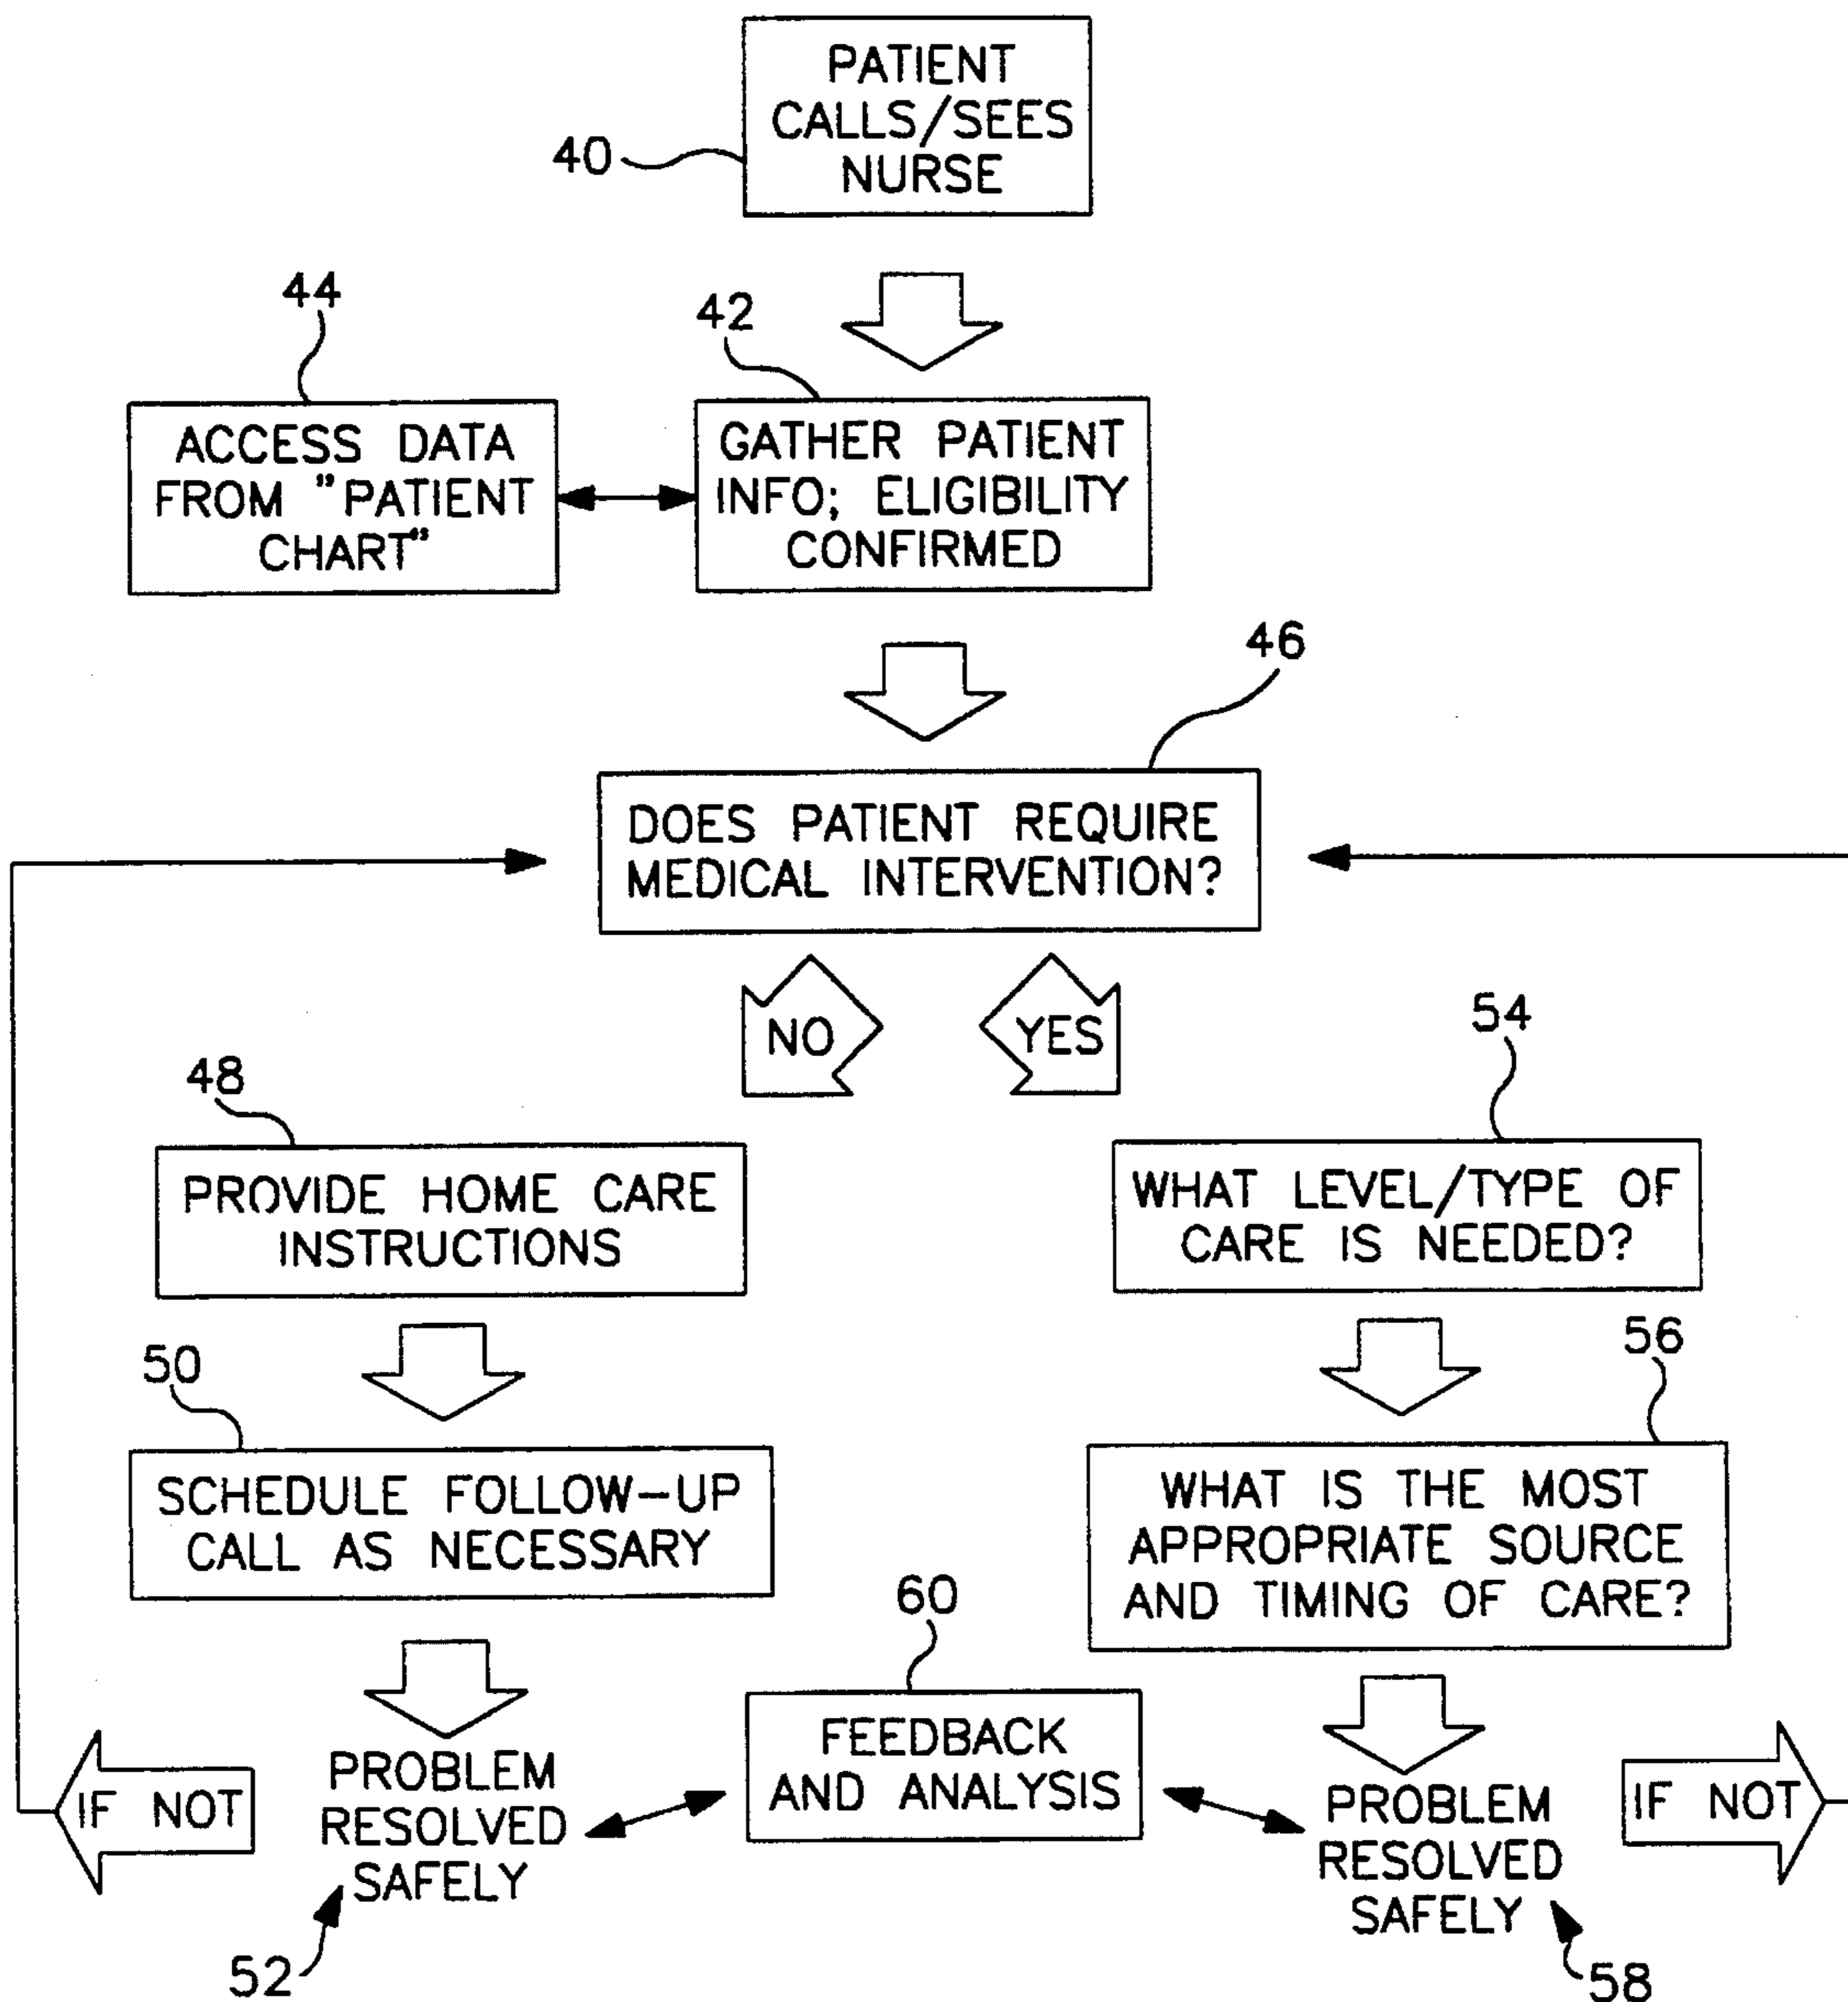 PATIENT
CALLS/SEES
NURSE
40
44
42
ACCESS DATA
FROM "PATIENT
CHART"
GATHER PATIENT
INFO; ELIGIBILITY
CONFIRMED
46
DOES PATIENT REQUIRE
MEDICAL INTERVENTION?
NO
YES
48
PROVIDE HOME CARE
INSTRUCTIONS
54
WHAT LEVEL/TYPE OF
CARE IS NEEDED?
50
SCHEDULE FOLLOW-UP
CALL AS NECESSARY
56
WHAT IS THE MOST
APPROPRIATE SOURCE
AND TIMING OF CARE?
60
FEEDBACK
AND ANALYSIS
IF NOT
PROBLEM
RESOLVED
SAFELY
52
PROBLEM
RESOLVED
SAFELY
58
IF NOT